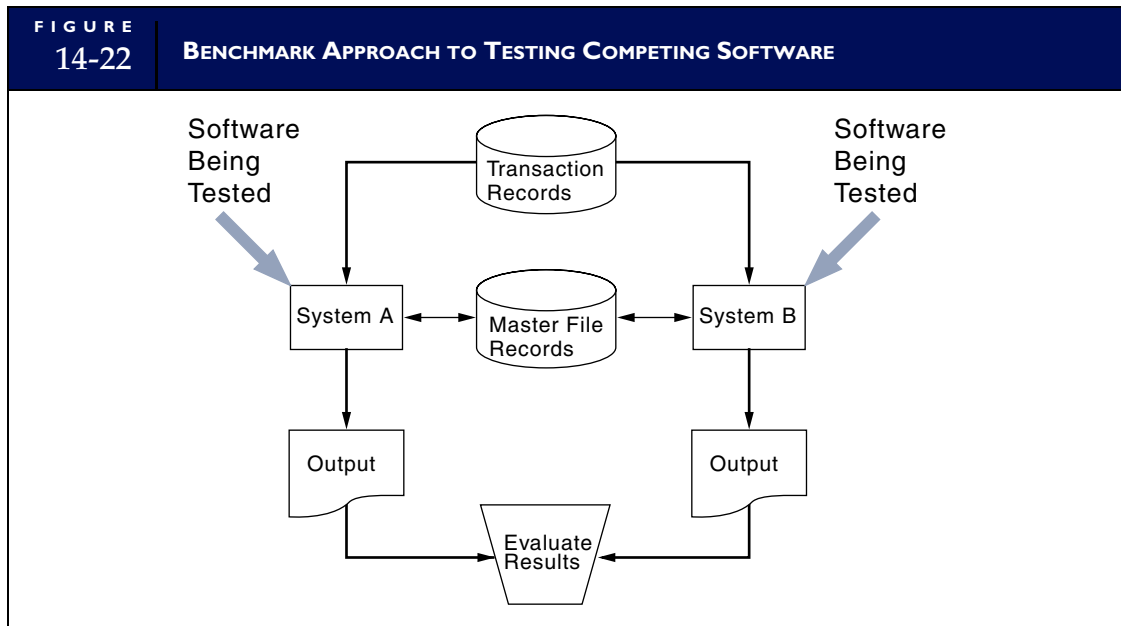 FIGURE
14-22
BENCHMARK APPROACH TO TESTING COMPETING SOFTWARE
Software
Being
Tested
Transaction
Records
Software
Being
Tested
System A
Master File
Records
System B
Output
Output
Evaluate
Results